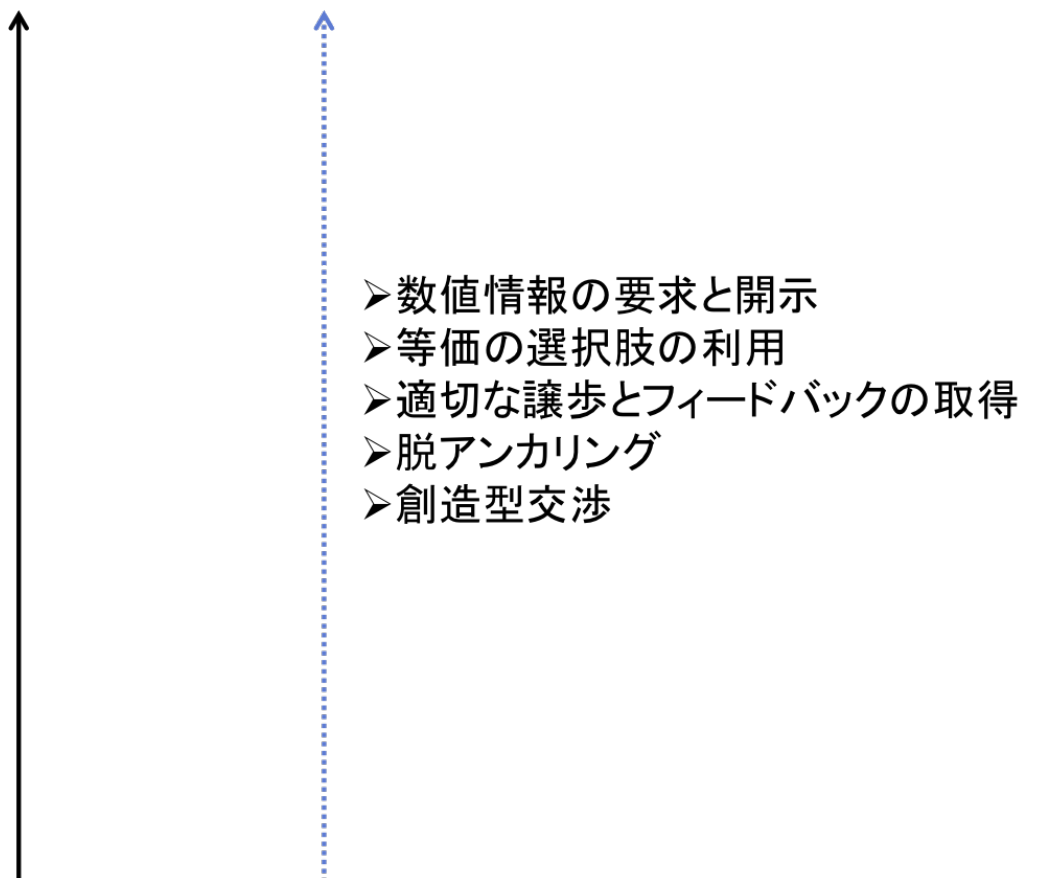 ➢数値情報の要求と開示
➢等価の選択肢の利用
➢適切な譲歩とフィードバックの取得
➢脱アンカリング
➢創造型交渉